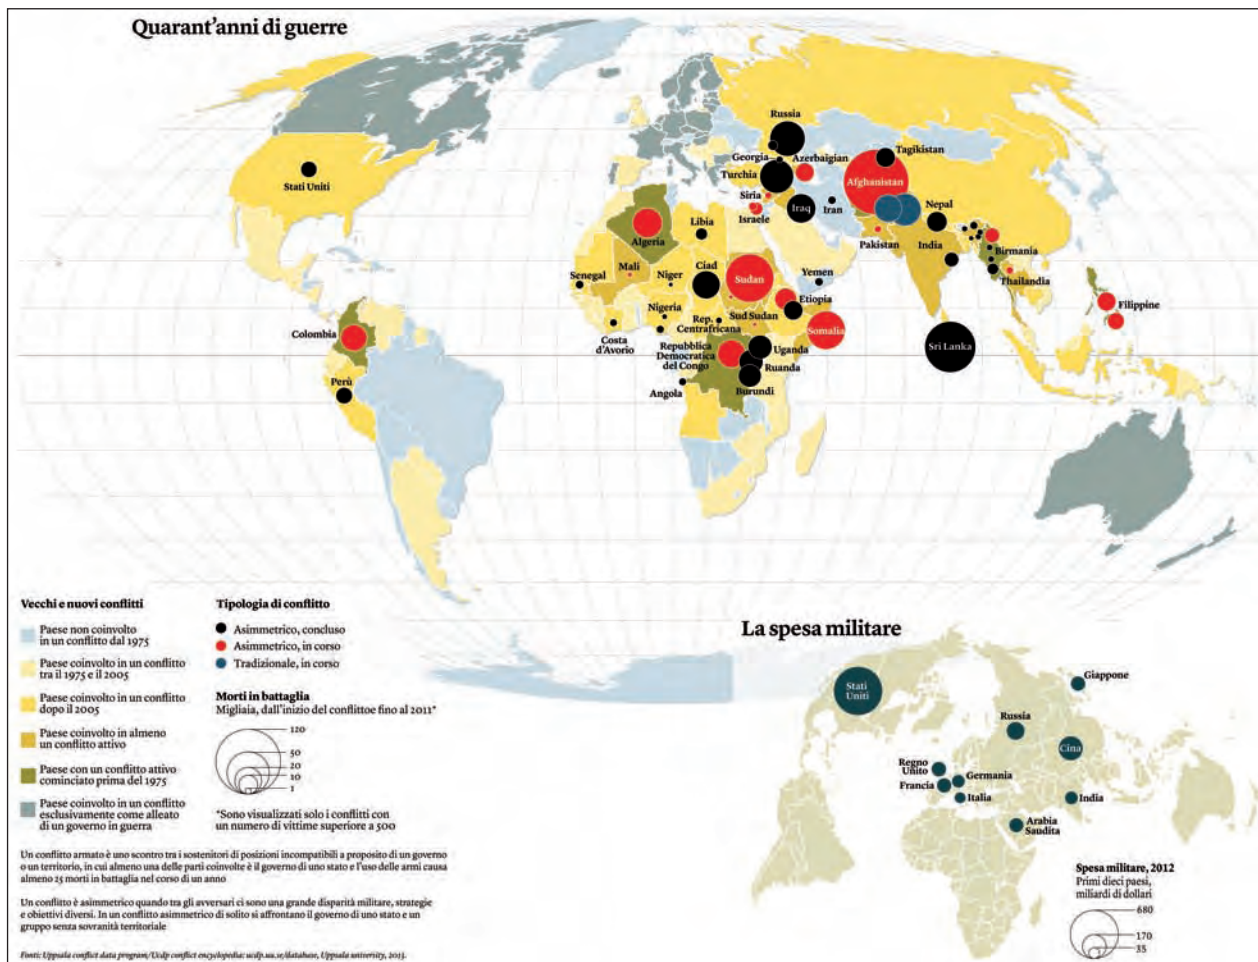 Quarant'anni di guerre
Russia
Georgia
Azerbaigian
Tagikistan
Turchia
Afghanistan
Stati Uniti
Siria
Israele
Iraq
Iran
Nepal
Algeria
Libia
Pakistan
India
Birmania
Senegal
Mali
Niger
Ciad
Sudan
Yemen
Thailandia
Etiopia
Filippine
Nigeria
Rep.
Centrafricana
Sud Sudan
Somalia
Colombia
Costa
d'Avorio
Repubblica
Democratica
del Congo
Uganda
Ruanda
Sri Lanka
Perù
Angola
Burundi
Vecchi e nuovi conflitti
Paese non coinvolto
in un conflitto dal 1975
Paese coinvolto in un conflitto
tra il 1975 e il 2005
Paese coinvolto in un conflitto
dopo il 2005
Paese coinvolto in almeno
un conflitto attivo
Paese con un conflitto attivo
cominciato prima del 1975
Paese coinvolto in un conflitto
esclusivamente come alleato
di un governo in guerra
Tipologia di conflitto
Asimmetrico, concluso
Asimmetrico, in corso
Tradizionale, in corso
Morti in battaglia
Migliaia, dall'inizio del conflittoe fino al 2011*
120
50
20
10
1
*Sono visualizzati solo i conflitti con
un numero di vittime superiore a 500
Un conflitto armato è uno scontro tra i sostenitori di posizioni incompatibili a proposito di un governo
o un territorio, in cui almeno una delle parti coinvolte è il governo di uno stato e l'uso delle armi causa
almeno 25 morti in battaglia nel corso di un anno
Un conflitto è asimmetrico quando tra gli avversari ci sono una grande disparità militare, strategie
e obiettivi diversi. In un conflitto asimmetrico di solito si affrontano il governo di uno stato e un
gruppo senza sovranità territoriale
Fonti: Uppsala conflict data program/Ucdp conflict encyclopedia: ucdp.uu.se/database, Uppsala university, 2013.
La spesa militare
Stati
Uniti
Giappone
Russia
Cina
Regno
Unito
Germania
Francia
Italia
India
Arabia
Saudita
Spesa militare, 2012
Primi dieci paesi,
miliardi di dollari
680
170
35